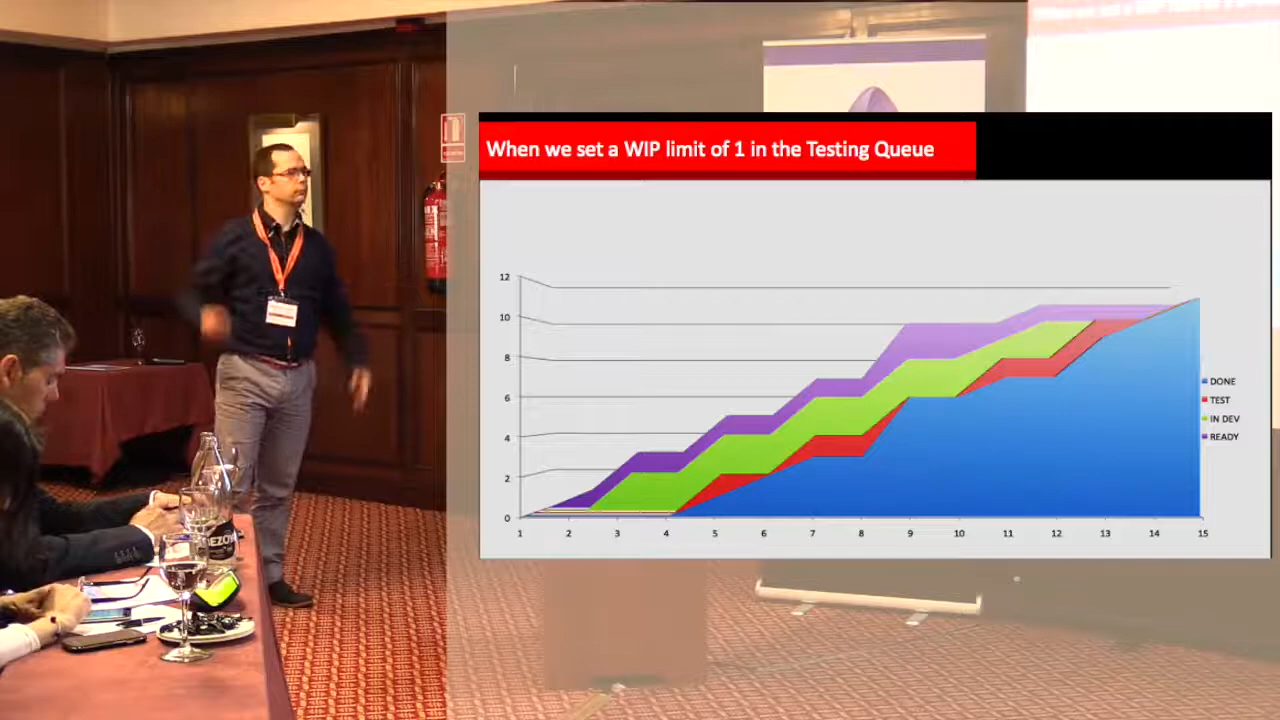 When we set a WIP limit of 1 in the Testing Queue
12
10
8
6
4
2
0
1 2 3 4 5 6 7 8 9 10 11 12 13 14 15
DONE
TEST
IN DEV
READY